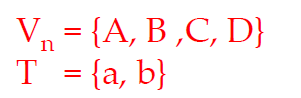 Vn = {A, B ,C, D}
T = {a, b}